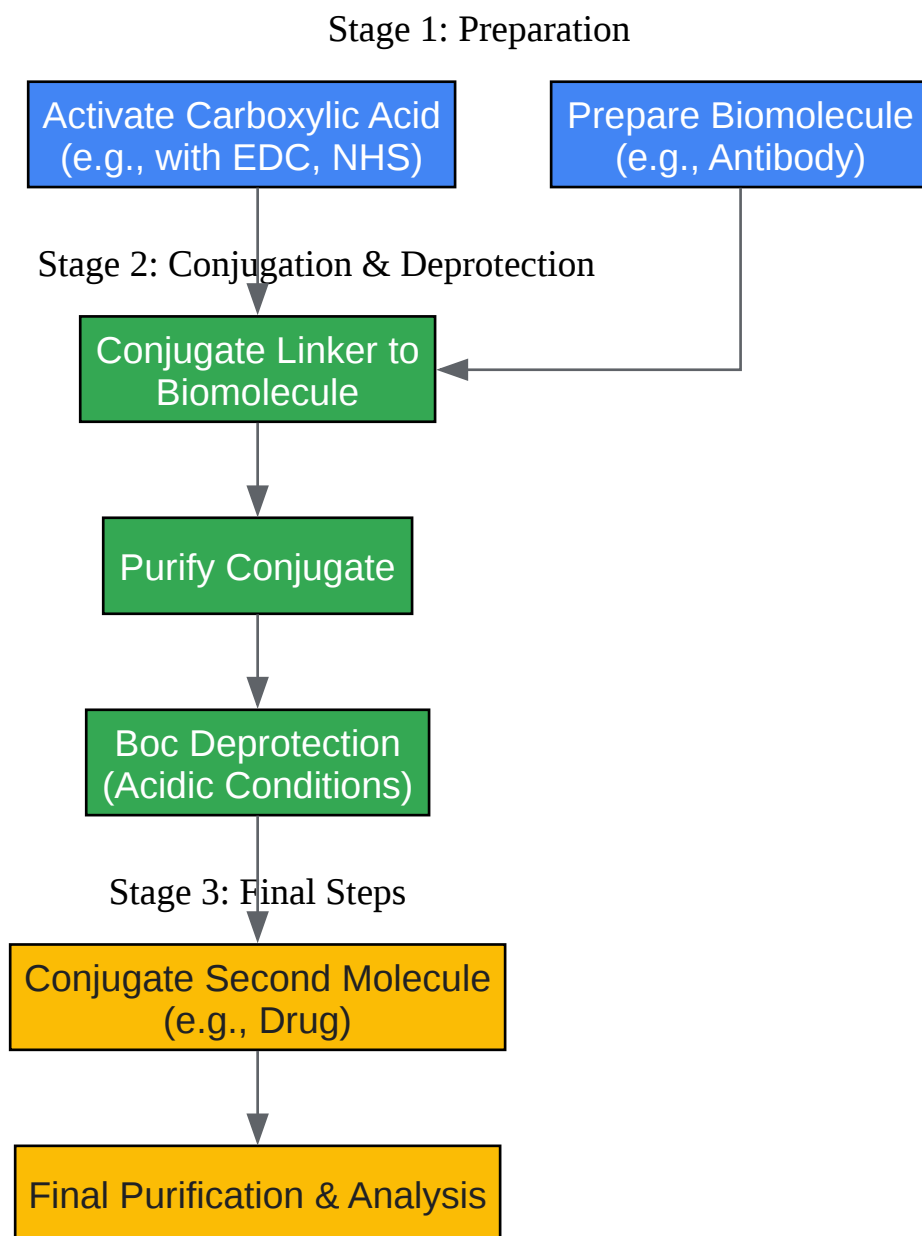 Stage 1: Preparation
Activate Carboxylic Acid
(e.g., with EDC, NHS)
Prepare Biomolecule
(e.g., Antibody)
Stage 2: Conjugation & Deprotection
Conjugate Linker to
Biomolecule
Purify Conjugate
Boc Deprotection
(Acidic Conditions)
Stage 3: Final Steps
Conjugate Second Molecule
(e.g., Drug)
Final Purification & Analysis